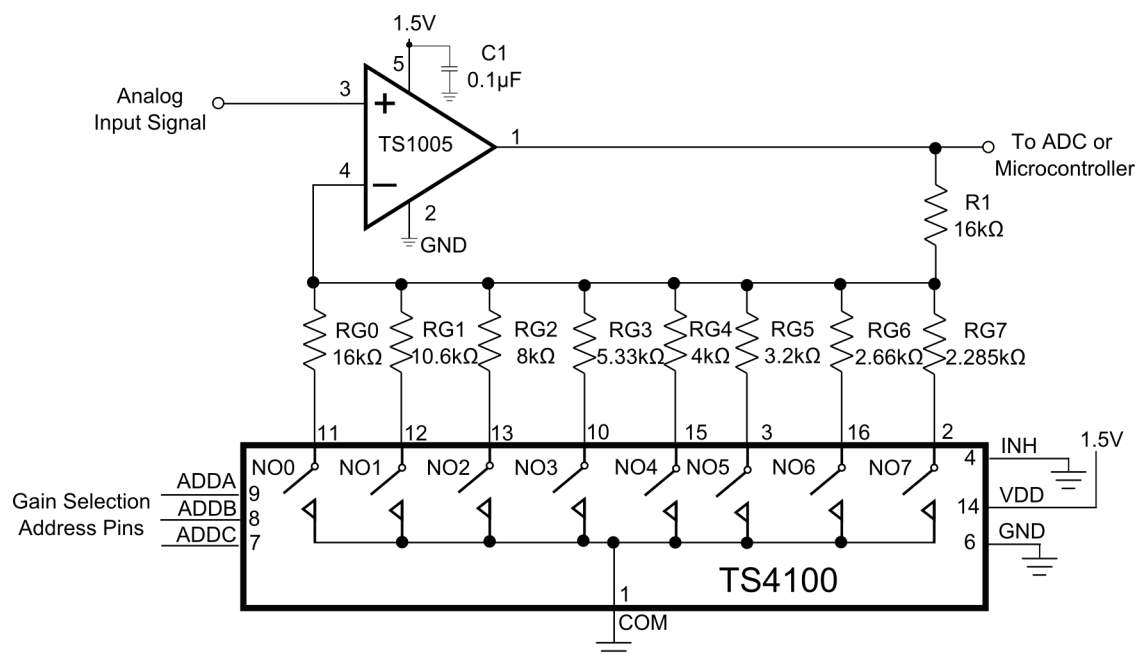 1.5V
C1
0.1µF
5
3
Analog
Input Signal
+
TS1005
1
To ADC or
Microcontroller
4
−
2
GND
R1
16kΩ
RG0
16kΩ
RG1
10.6kΩ
RG2
8kΩ
RG3
5.33kΩ
RG4
4kΩ
RG5
3.2kΩ
RG6
2.66kΩ
RG7
2.285kΩ
11
12
13
10
15
3
16
2
NO0
NO1
NO2
NO3
NO4
NO5
NO6
NO7
4
INH
1.5V
Gain Selection
Address Pins
ADDA
9
ADDB
8
ADDC
7
14
VDD
6
GND
TS4100
1
COM